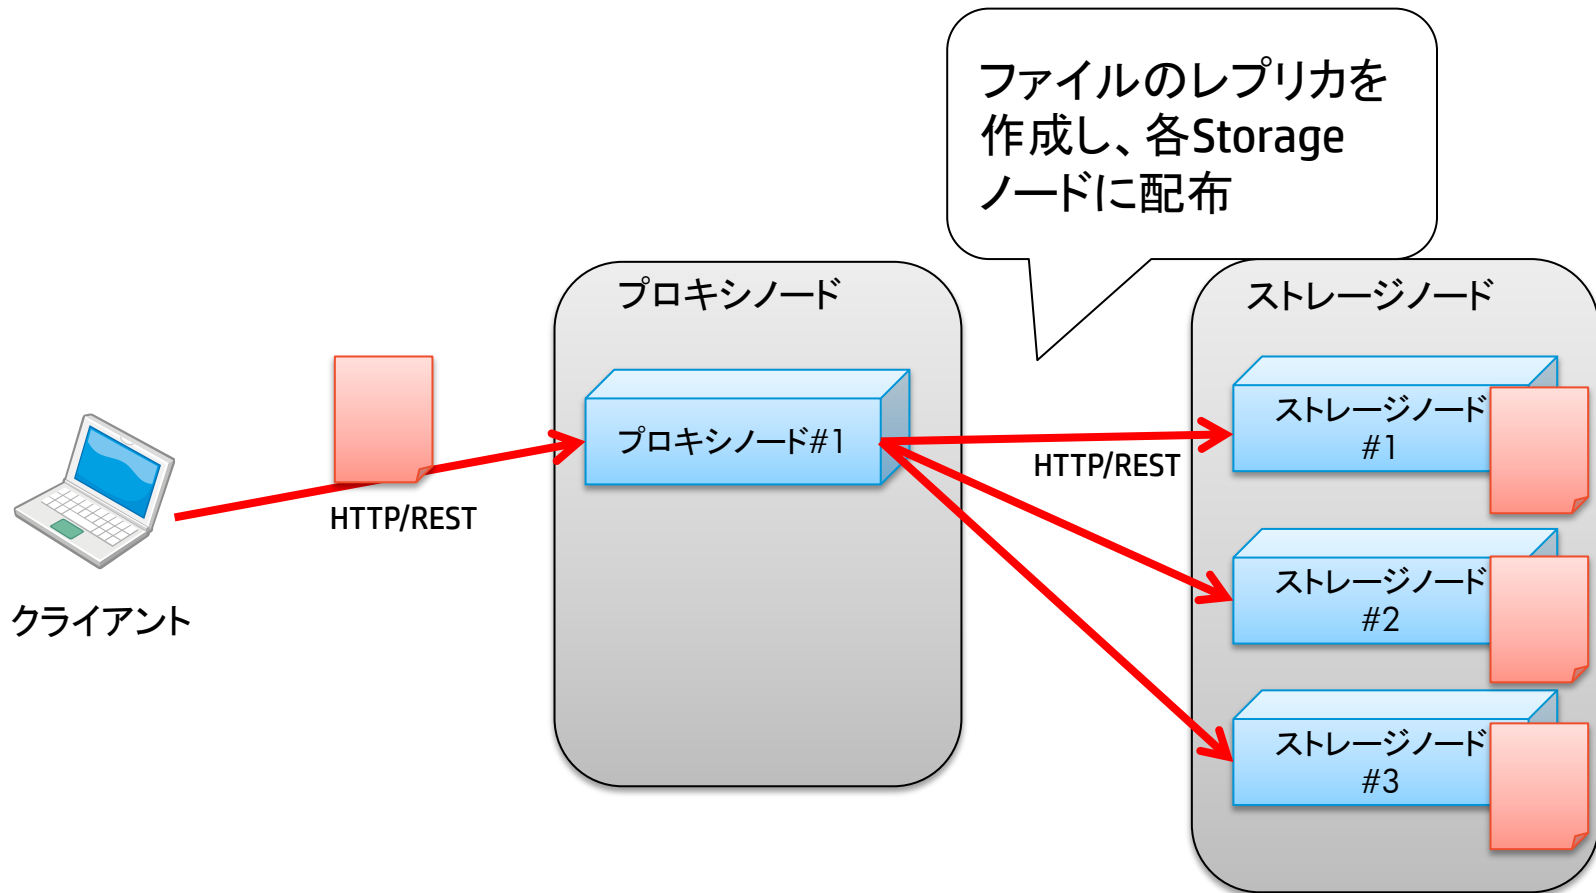 ファイルのレプリカを
作成し、各Storage
ノードに配布
プロキシノード
ストレージノード
プロキシノード#1
ストレージノード
#1
HTTP/REST
HTTP/REST
ストレージノード
#2
クライアント
ストレージノード
#3